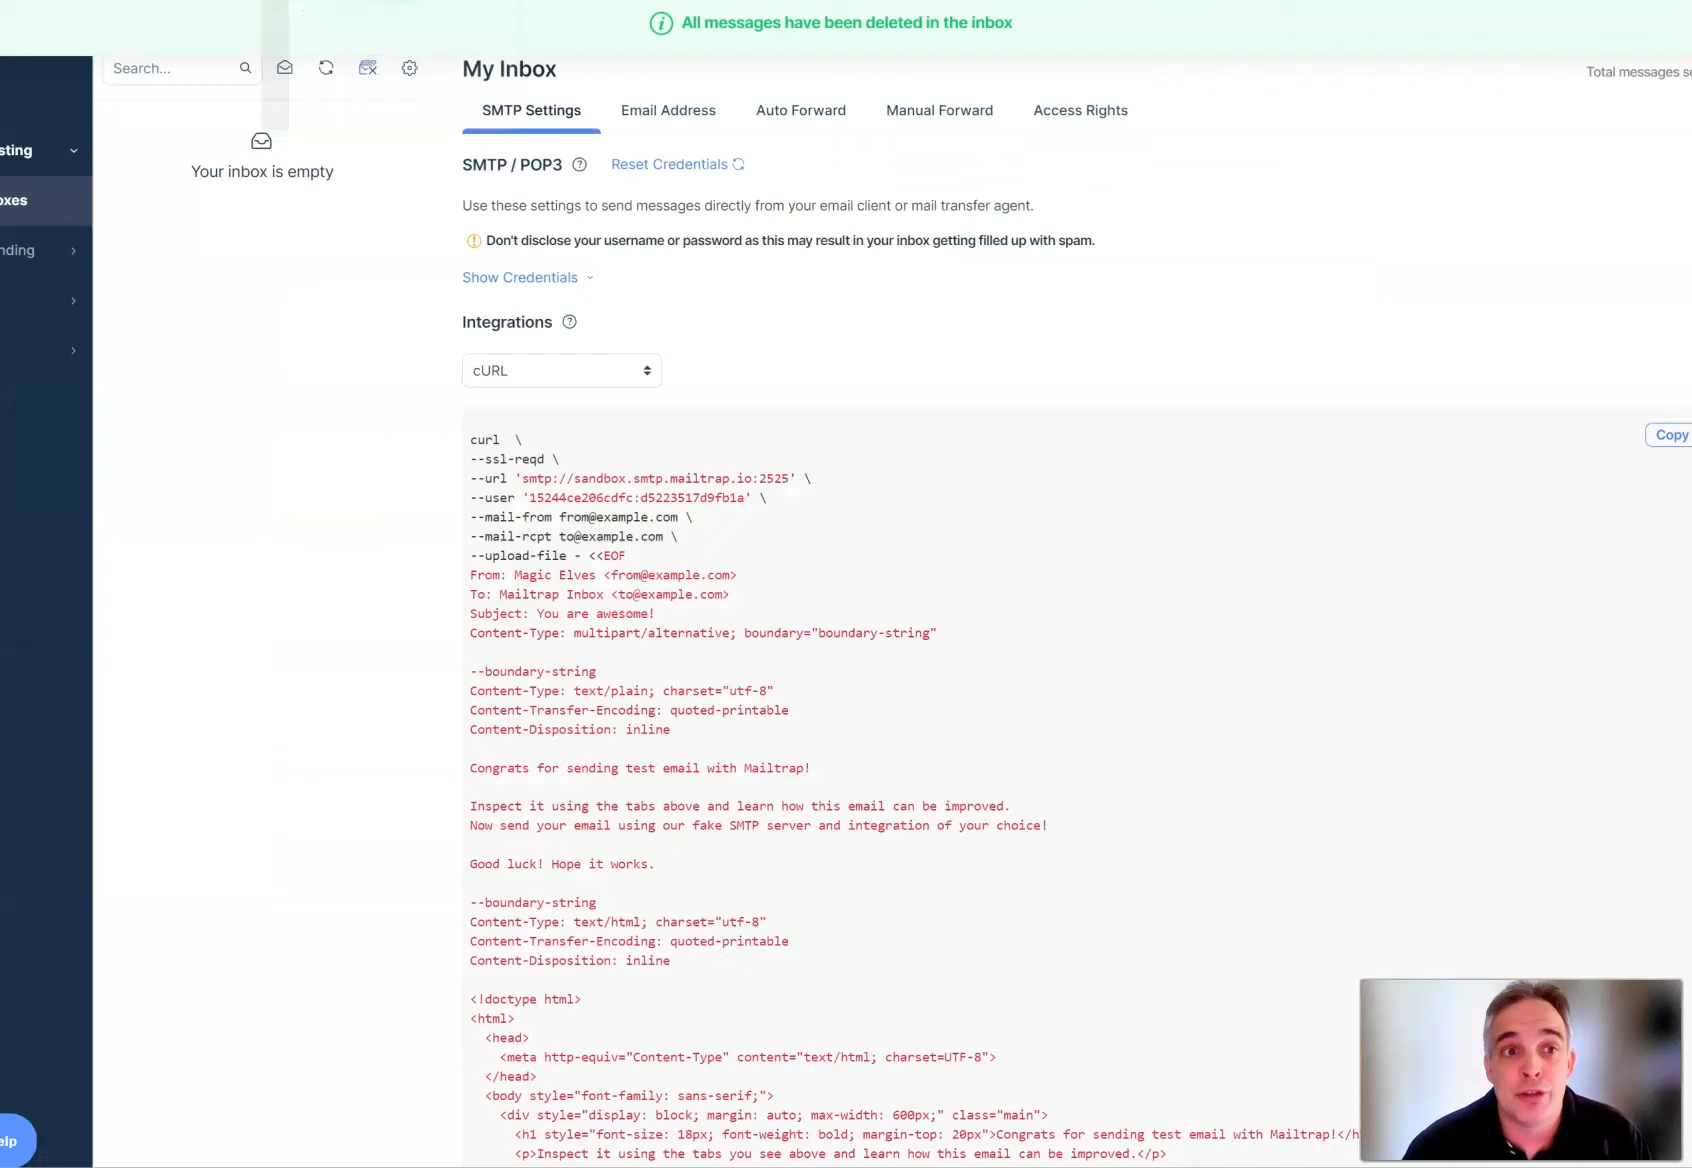 All messages have been deleted in the inbox
Search...
My Inbox
Total messages se
SMTP Settings
Email Address
Auto Forward
Manual Forward
Access Rights
sting
oxes
nding
elp
Your inbox is empty
SMTP / POP3
Reset Credentials
Use these settings to send messages directly from your email client or mail transfer agent.
Don't disclose your username or password as this may result in your inbox getting filled up with spam.
Show Credentials
Integrations
cURL
Copy
curl  \
--ssl-reqd \
--url 'smtp://sandbox.smtp.mailtrap.io:2525' \
--user '15244ce206cdfc:d5223517d9fb1a' \
--mail-from from@example.com \
--mail-rcpt to@example.com \
--upload-file - <<EOF
From: Magic Elves <from@example.com>
To: Mailtrap Inbox <to@example.com>
Subject: You are awesome!
Content-Type: multipart/alternative; boundary="boundary-string"
--boundary-string
Content-Type: text/plain; charset="utf-8"
Content-Transfer-Encoding: quoted-printable
Content-Disposition: inline
Congrats for sending test email with Mailtrap!
Inspect it using the tabs above and learn how this email can be improved.
Now send your email using our fake SMTP server and integration of your choice!
Good luck! Hope it works.
--boundary-string
Content-Type: text/html; charset="utf-8"
Content-Transfer-Encoding: quoted-printable
Content-Disposition: inline
<!doctype html>
<html>
<head>
<meta http-equiv="Content-Type" content="text/html; charset=UTF-8">
</head>
<body style="font-family: sans-serif;">
<div style="display: block; margin: auto; max-width: 600px;" class="main">
<h1 style="font-size: 18px; font-weight: bold; margin-top: 20px">Congrats for sending test email with Mailtrap!</h
<p>Inspect it using the tabs you see above and learn how this email can be improved.</p>